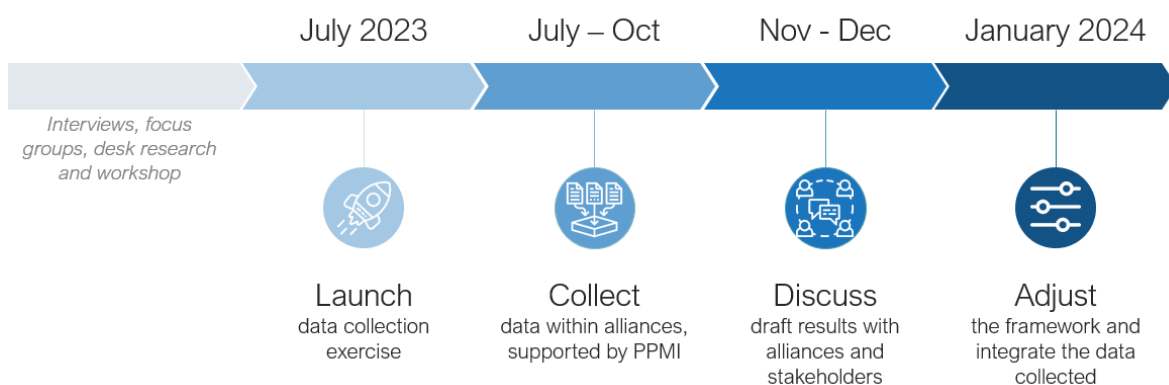 July 2023
July – Oct
Nov - Dec
January 2024
Interviews, focus
groups, desk research
and workshop
Launch
data collection
exercise
Collect
data within alliances,
supported by PPMI
Discuss
draft results with
alliances and
stakeholders
Adjust
the framework and
integrate the data
collected